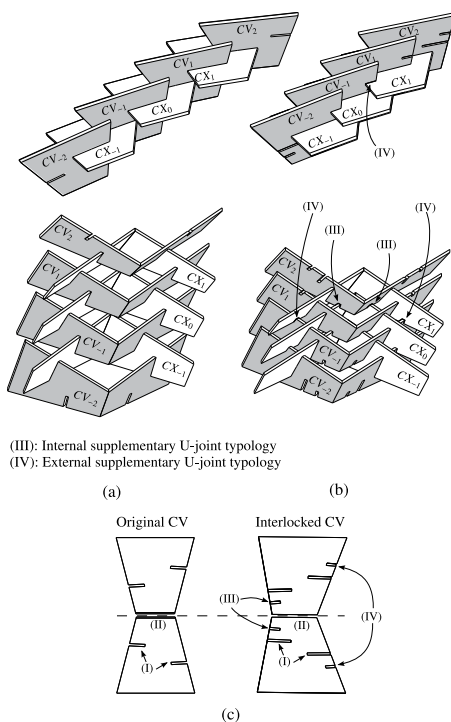 (a)
CV₂
CV₁
CX₁
CV₋₁
CX₀
CV₋₂
CX₋₁
CV₂
CV₁
CX₁
CV₋₁
CX₀
CV₋₂
CX₋₁
(IV)
CV₂
CV₁
CX₁
CX₀
CV₋₁
CX₋₁
CV₋₂
(IV)
(III)
(III)
(IV)
CV₂
CV₁
CX₁
CX₀
CV₋₁
CX₋₁
CV₋₂
(III): Internal supplementary U-joint typology
(IV): External supplementary U-joint typology
(a)
(b)
Original CV
Interlocked CV
(II)
(I)
(III)
(II)
(I)
(IV)
(c)